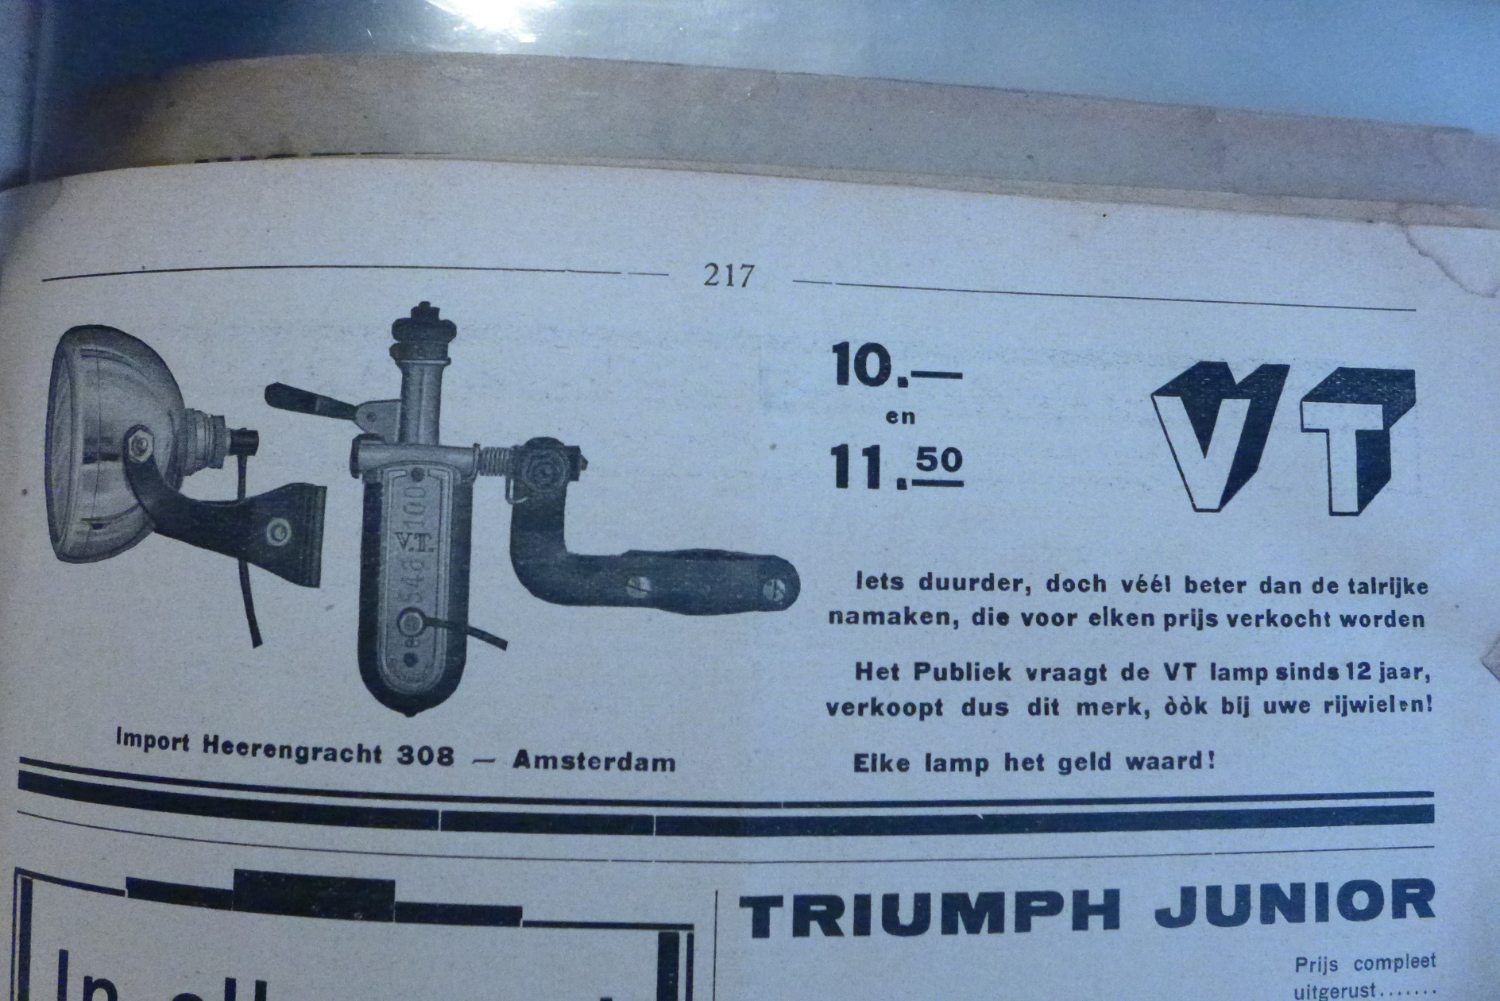 217
10.—
en
11.50
VT
V.T.
Iets duurder, doch véél beter dan de talrijke
namaken, die voor elken prijs verkocht worden
Het Publiek vraagt de VT lamp sinds 12 jaar,
verkoopt dus dit merk, òòk bij uwe rijwielen!
Elke lamp het geld waard!
Import Heerengracht 308 — Amsterdam
TRIUMPH JUNIOR
Prijs compleet
uitgerust.......
In